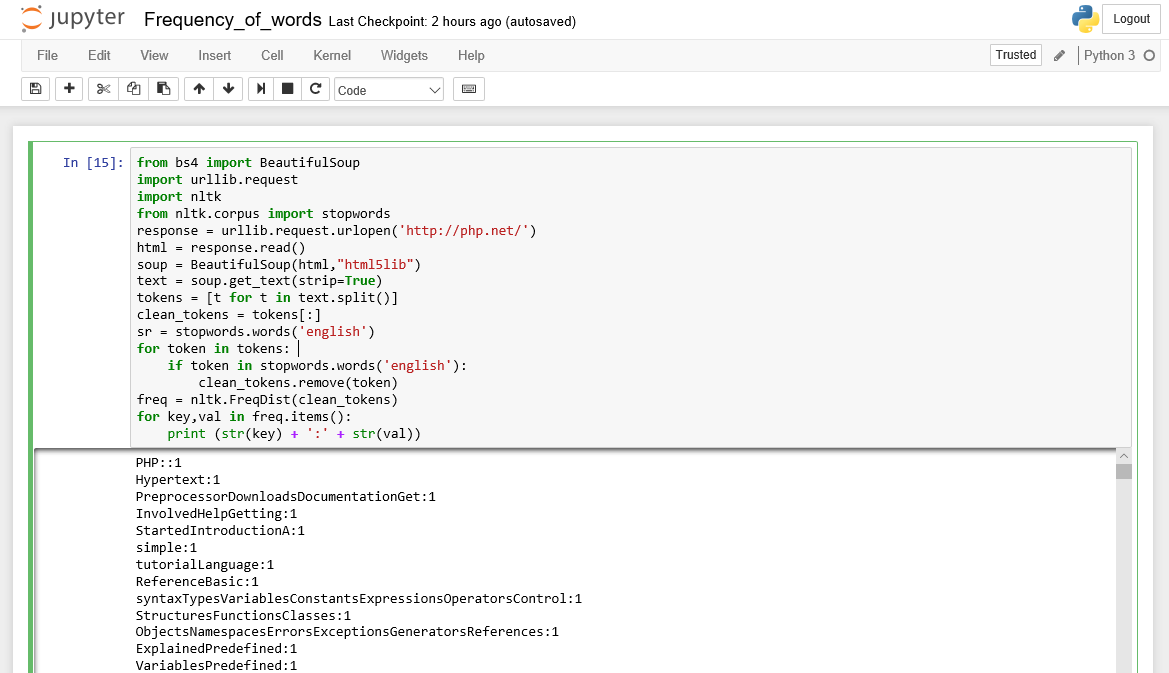 jupyter Frequency_of_words Last Checkpoint: 2 hours ago (autosaved) Logout
File Edit View Insert Cell Kernel Widgets Help Trusted Python 3
Code
In [15]: from bs4 import BeautifulSoup
import urllib.request
import nltk
from nltk.corpus import stopwords
response = urllib.request.urlopen('http://php.net/')
html = response.read()
soup = BeautifulSoup(html,"html5lib")
text = soup.get_text(strip=True)
tokens = [t for t in text.split()]
clean_tokens = tokens[:]
sr = stopwords.words('english')
for token in tokens:
    if token in stopwords.words('english'):
        clean_tokens.remove(token)
freq = nltk.FreqDist(clean_tokens)
for key,val in freq.items():
    print (str(key) + ':' + str(val))
PHP::1
Hypertext:1
PreprocessorDownloadsDocumentationGet:1
InvolvedHelpGetting:1
StartedIntroductionA:1
simple:1
tutorialLanguage:1
ReferenceBasic:1
syntaxTypesVariablesConstantsExpressionsOperatorsControl:1
StructuresFunctionsClasses:1
ObjectsNamespacesErrorsExceptionsGeneratorsReferences:1
ExplainedPredefined:1
VariablesPredefined:1